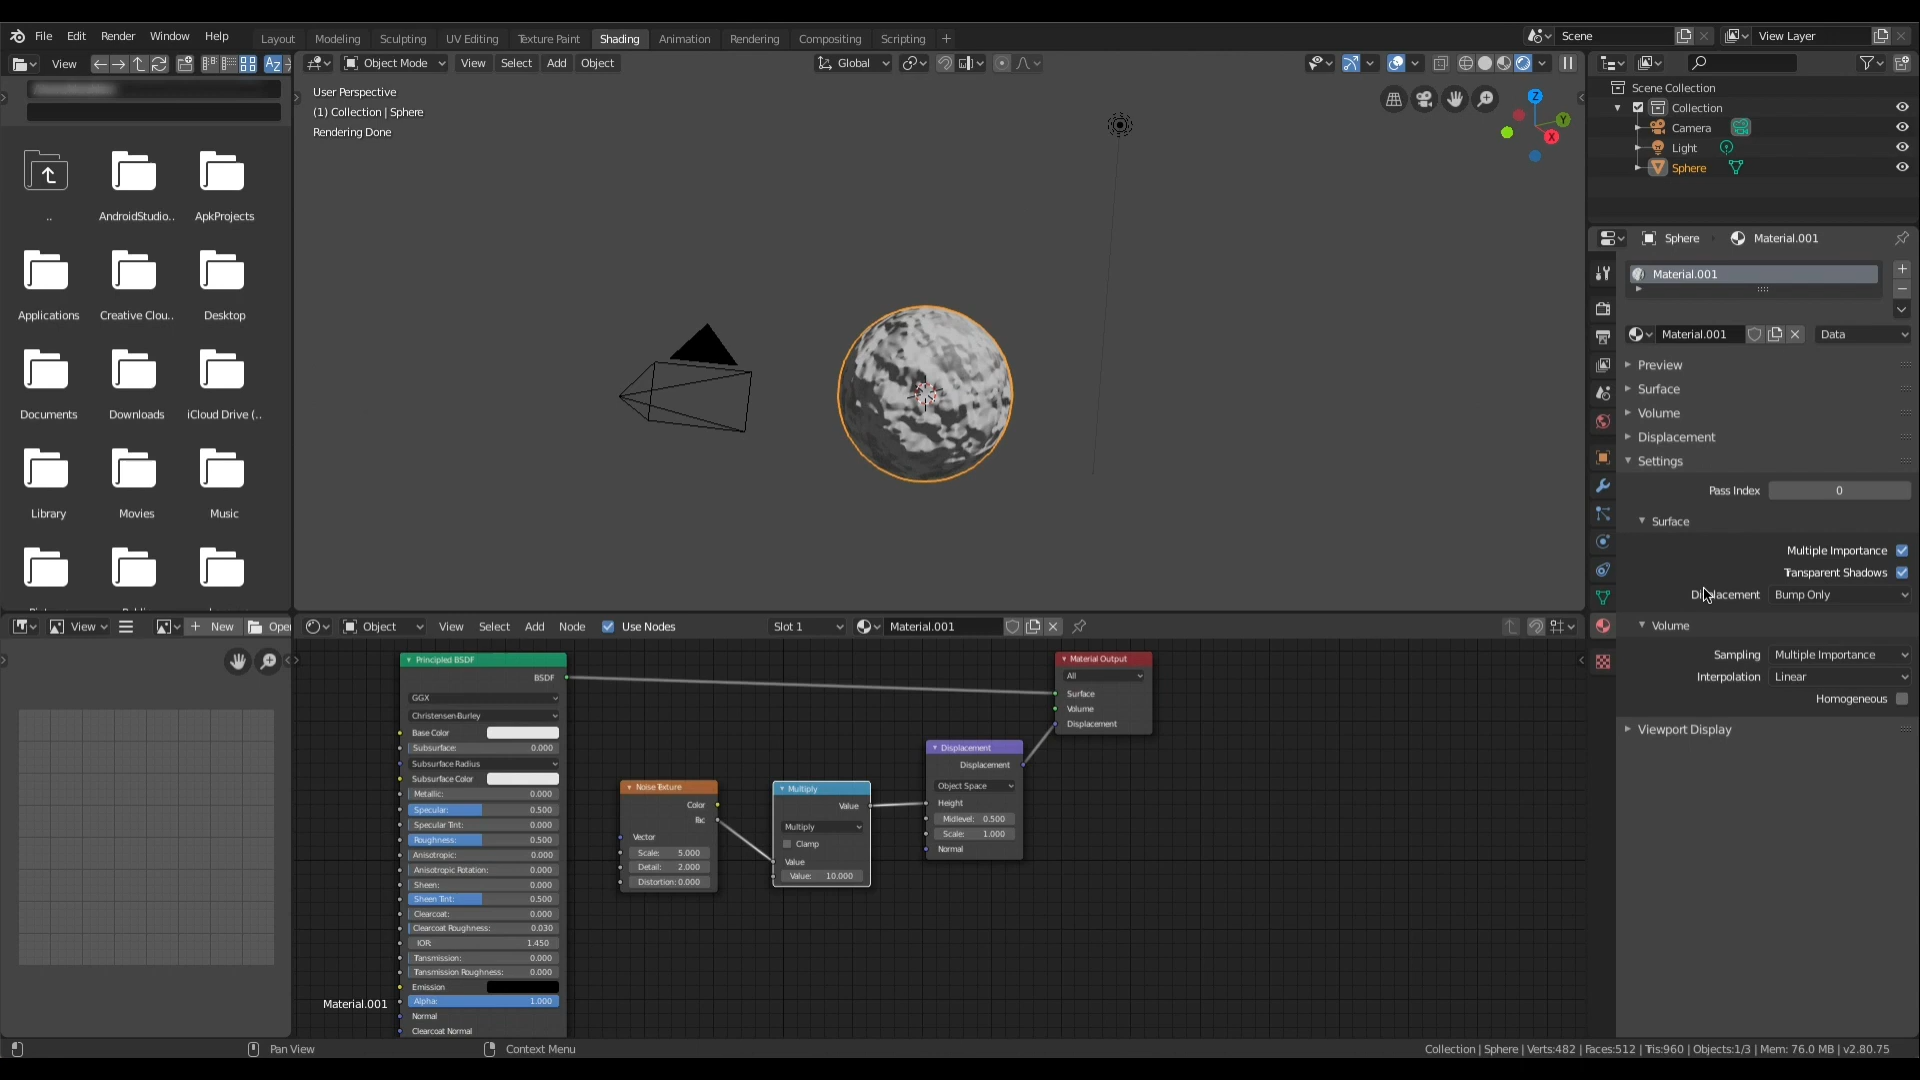 File Edit Render Window Help
Layout Modeling Sculpting UV Editing Texture Paint Shading Animation Rendering Compositing Scripting +
Scene
View Layer
View
Object Mode View Select Add Object
Global
User Perspective
(1) Collection | Sphere
Rendering Done
..
AndroidStudio..
ApkProjects
Applications
Creative Clou..
Desktop
Documents
Downloads
iCloud Drive (..
Library
Movies
Music
Z
Y
X
Scene Collection
Collection
Camera
Light
Sphere
Sphere
Material.001
Material.001
Material.001
Data
Preview
Surface
Volume
Displacement
Settings
Pass Index 0
Surface
Multiple Importance
Transparent Shadows
Displacement Bump Only
Volume
Sampling Multiple Importance
Interpolation Linear
Homogeneous
Viewport Display
View
+ New
Open
Object View Select Add Node Use Nodes
Slot 1
Material.001
Principled BSDF
BSDF
GGX
Christensen-Burley
Base Color
Subsurface: 0.000
Subsurface Radius
Subsurface Color
Metallic: 0.000
Specular: 0.500
Specular Tint: 0.000
Roughness: 0.500
Anisotropic: 0.000
Anisotropic Rotation: 0.000
Sheen: 0.000
Sheen Tint: 0.500
Clearcoat: 0.000
Clearcoat Roughness: 0.030
IOR: 1.450
Transmission: 0.000
Transmission Roughness: 0.000
Emission
Alpha: 1.000
Normal
Clearcoat Normal
Noise Texture
Color
Fac
Vector
Scale: 5.000
Detail: 2.000
Distortion: 0.000
Multiply
Value
Multiply
Clamp
Value
Value: 10.000
Displacement
Displacement
Object Space
Height
Midlevel: 0.500
Scale: 1.000
Normal
Material Output
All
Surface
Volume
Displacement
Material.001
Pan View
Context Menu
Collection | Sphere | Verts:482 | Faces:512 | Tris:960 | Objects:1/3 | Mem: 76.0 MB | v2.80.75